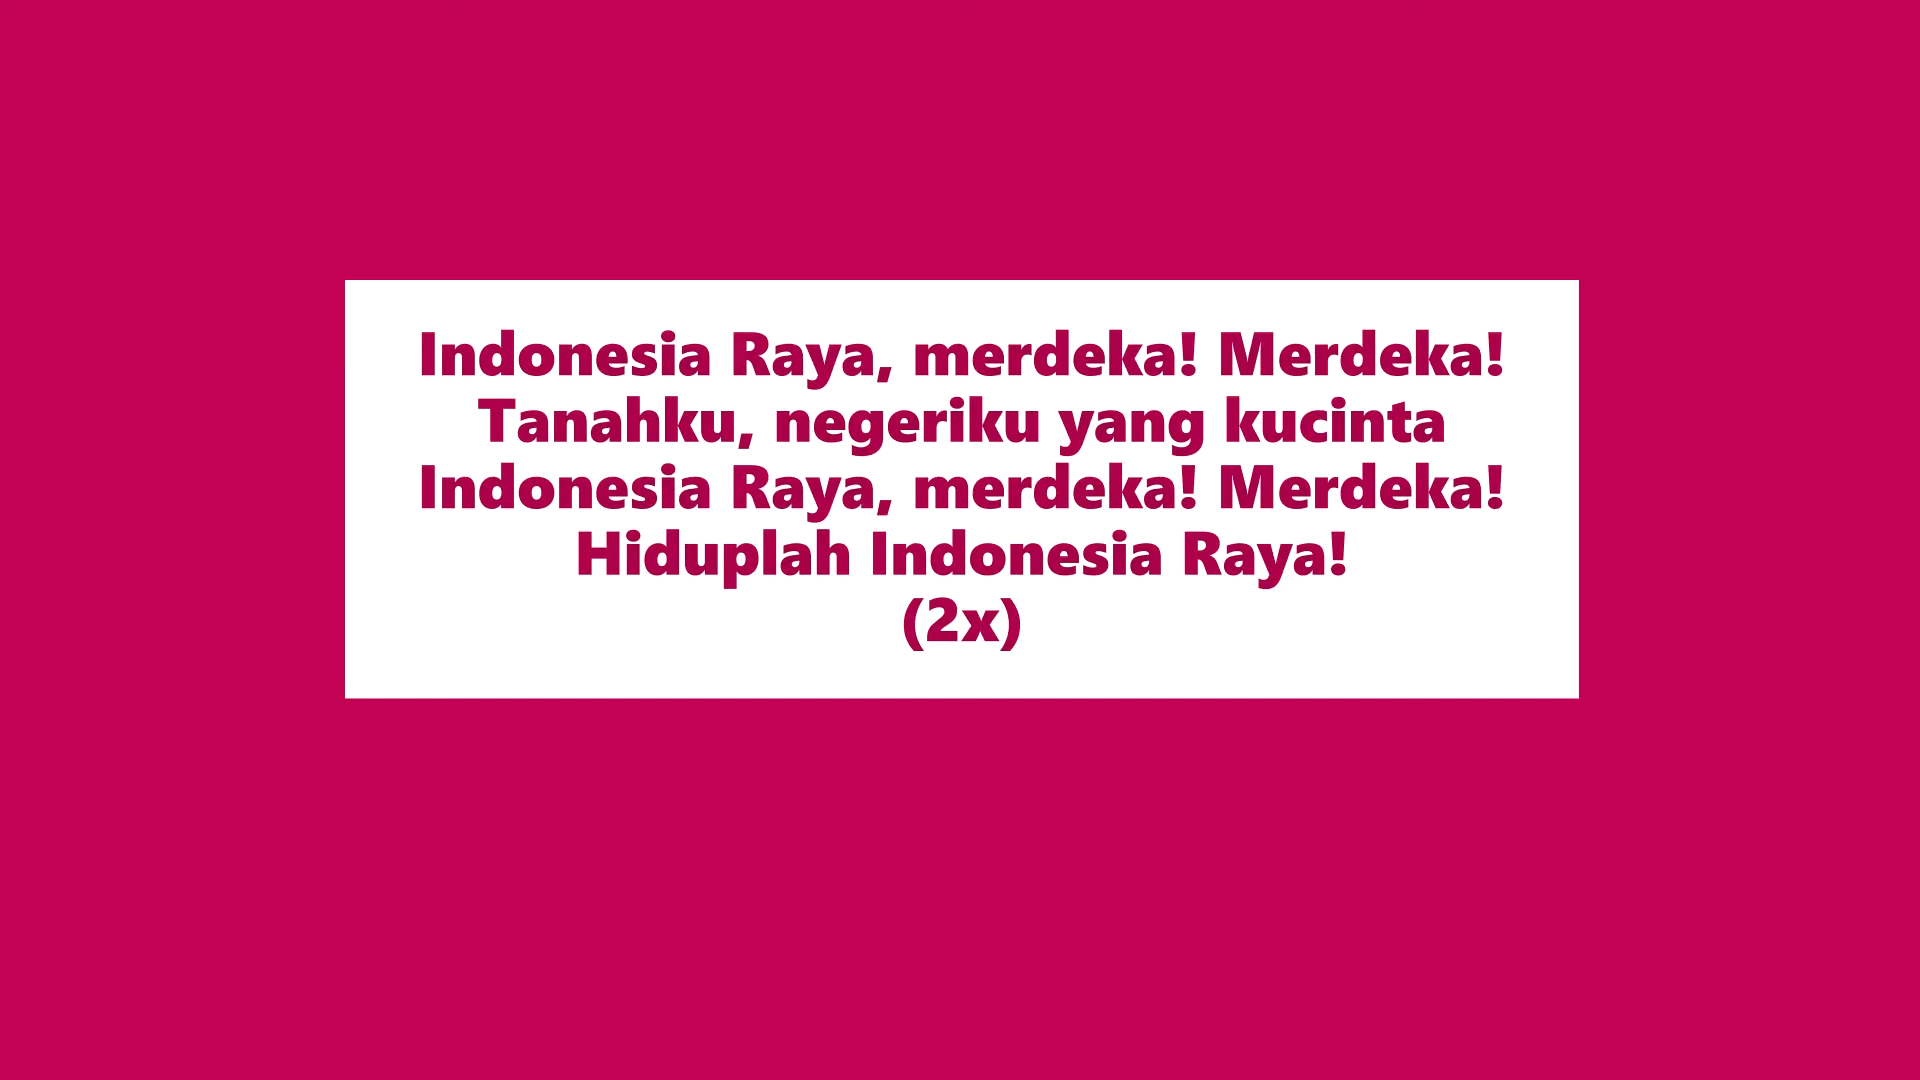 Indonesia Raya, merdeka! Merdeka!
Tanahku, negeriku yang kucinta
Indonesia Raya, merdeka! Merdeka!
Hiduplah Indonesia Raya!
(2x)